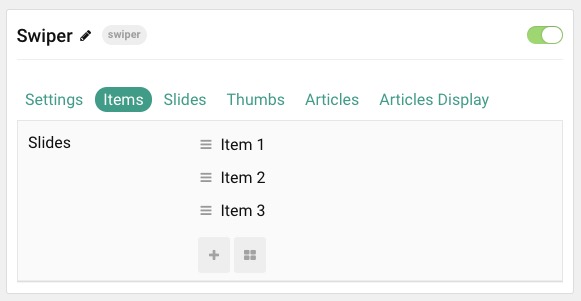 Swiper swiper
Settings Items Slides Thumbs Articles Articles Display
Slides
Item 1
Item 2
Item 3